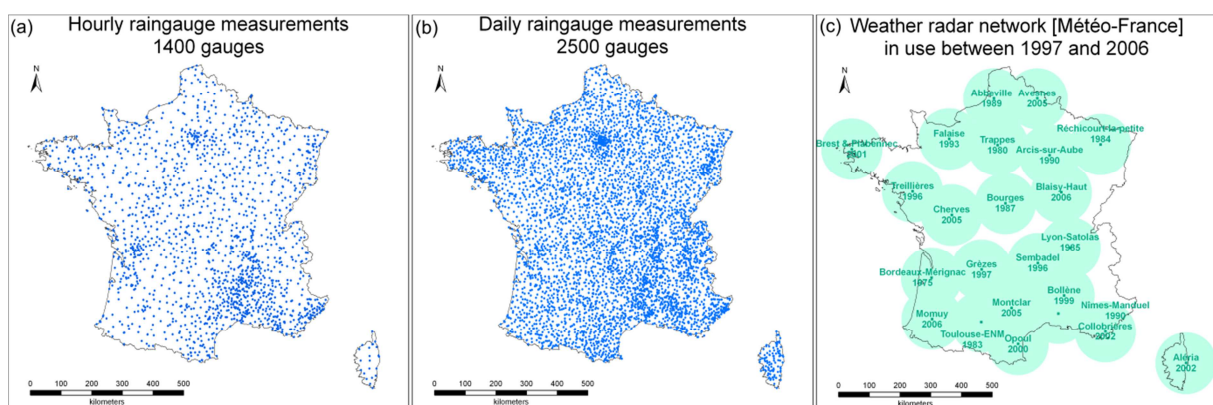 (a) Hourly raingauge measurements
1400 gauges
N
0 100 200 300 400 500
kilometers
(b) Daily raingauge measurements
2500 gauges
N
0 100 200 300 400 500
kilometers
(c) Weather radar network [Météo-France]
in use between 1997 and 2006
N
Abbeville
1989
Avesnes
2005
Falaise
1993
Trappes
1980
Réchicourt-la-petite
1984
Arcis-sur-Aube
1990
Brest
Treillières
1996
Cherves
2005
Bourges
1987
Blaisy-Haut
2006
Lyon-Satolas
1985
Sembadel
1996
Grèzes
1997
Bordeaux-Mérignac
1975
Bollène
1999
Montclar
2005
Nîmes-Manduel
1990
Momuy
2006
Collobrières
2002
Toulouse-ENM
1983
Opoul
2000
Aléria
2002
0 100 200 300 400 500
kilometers